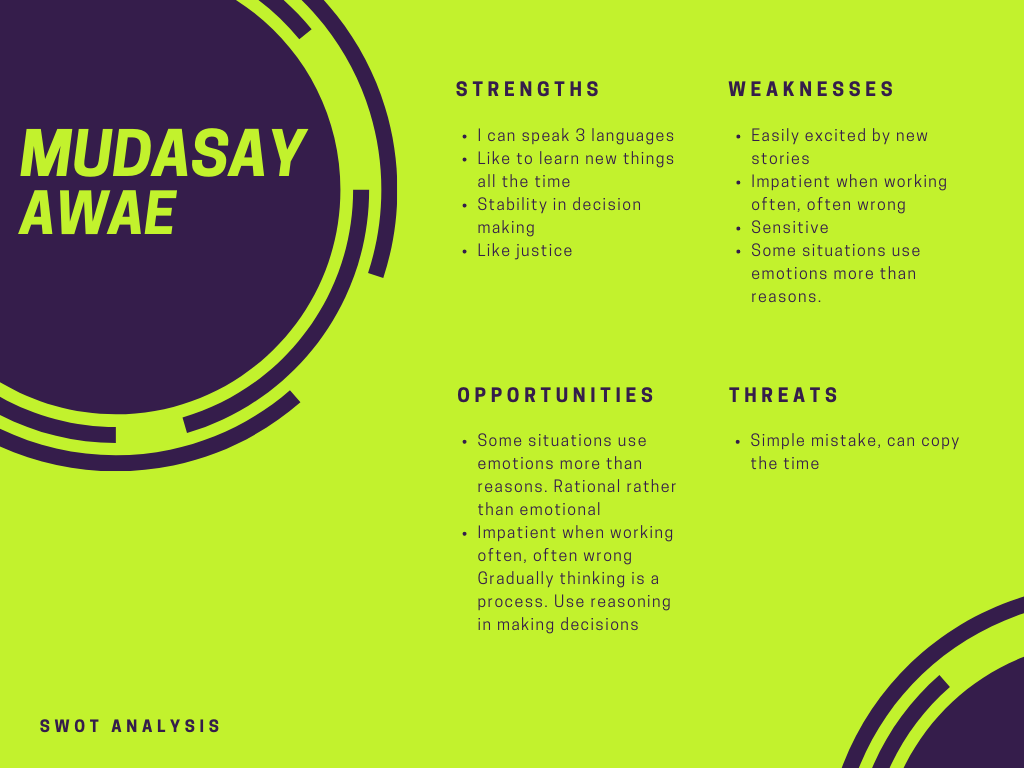 MUDASAY
AWAE
STRENGTHS
• I can speak 3 languages
• Like to learn new things
all the time
• Stability in decision
making
• Like justice
WEAKNESSES
• Easily excited by new
stories
• Impatient when working
often, often wrong
• Sensitive
• Some situations use
emotions more than
reasons.
OPPORTUNITIES
• Some situations use
emotions more than
reasons. Rational rather
than emotional
• Impatient when working
often, often wrong
Gradually thinking is a
process. Use reasoning
in making decisions
THREATS
• Simple mistake, can copy
the time
SWOT ANALYSIS